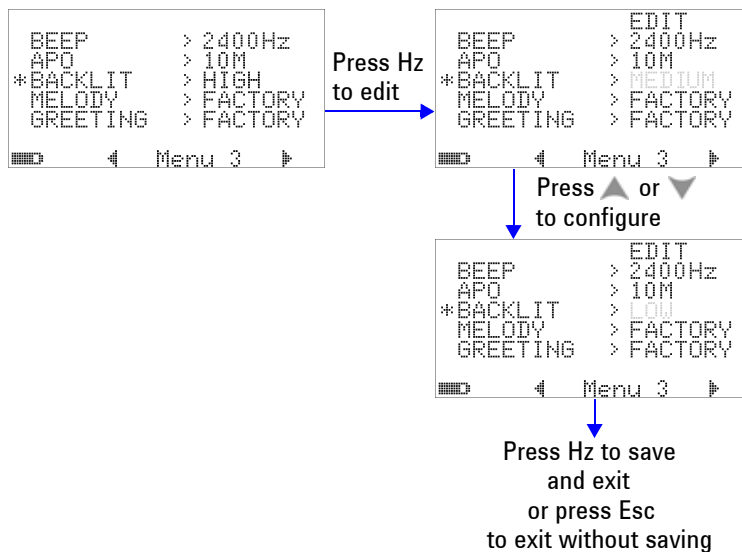 BEEP > 2400Hz
APO > 10M
*BACKLIT > HIGH
MELODY > FACTORY
GREETING > FACTORY
Menu 3
Press Hz
to edit
EDIT
BEEP > 2400Hz
APO > 10M
*BACKLIT > MEDIUM
MELODY > FACTORY
GREETING > FACTORY
Menu 3
Press ▲ or ▼
to configure
EDIT
BEEP > 2400Hz
APO > 10M
*BACKLIT > LOW
MELODY > FACTORY
GREETING > FACTORY
Menu 3
Press Hz to save
and exit
or press Esc
to exit without saving